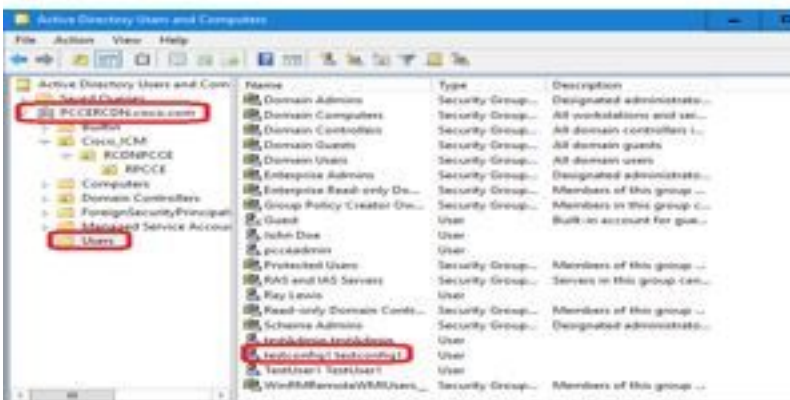 Active Directory Users and Computers
File Action View Help
Active Directory Users and Com
Saved Queries
PCCERCDN.cisco.com
Builtin
Cisco_ICM
RCDNPCCE
RPCCE
Computers
Domain Controllers
ForeignSecurityPrincipal
Managed Service Accoun
Users
Name Type Description
Domain Admins Security Group... Designated administrato...
Domain Computers Security Group... All workstations and ser...
Domain Controllers Security Group... All domain controllers i...
Domain Guests Security Group... All domain guests
Domain Users Security Group... All domain users
Enterprise Admins Security Group... Designated administrato...
Enterprise Read-only Do... Security Group... Members of this group ...
Group Policy Creator Ow... Security Group... Members in this group c...
Guest User Built-in account for gue...
John Doe User
pcceadmin User
Protected Users Security Group... Members of this group ...
RAS and IAS Servers Security Group... Servers in this group can...
Ray Lewis User
Read-only Domain Contr... Security Group... Members of this group ...
Schema Admins Security Group... Designated administrato...
testAdmin testAdmin User
testconfig1 testconfig1 User
TestUser1 TestUser1 User
WinRMRemoteWMIUsers_ Security Group... Members of this group ...